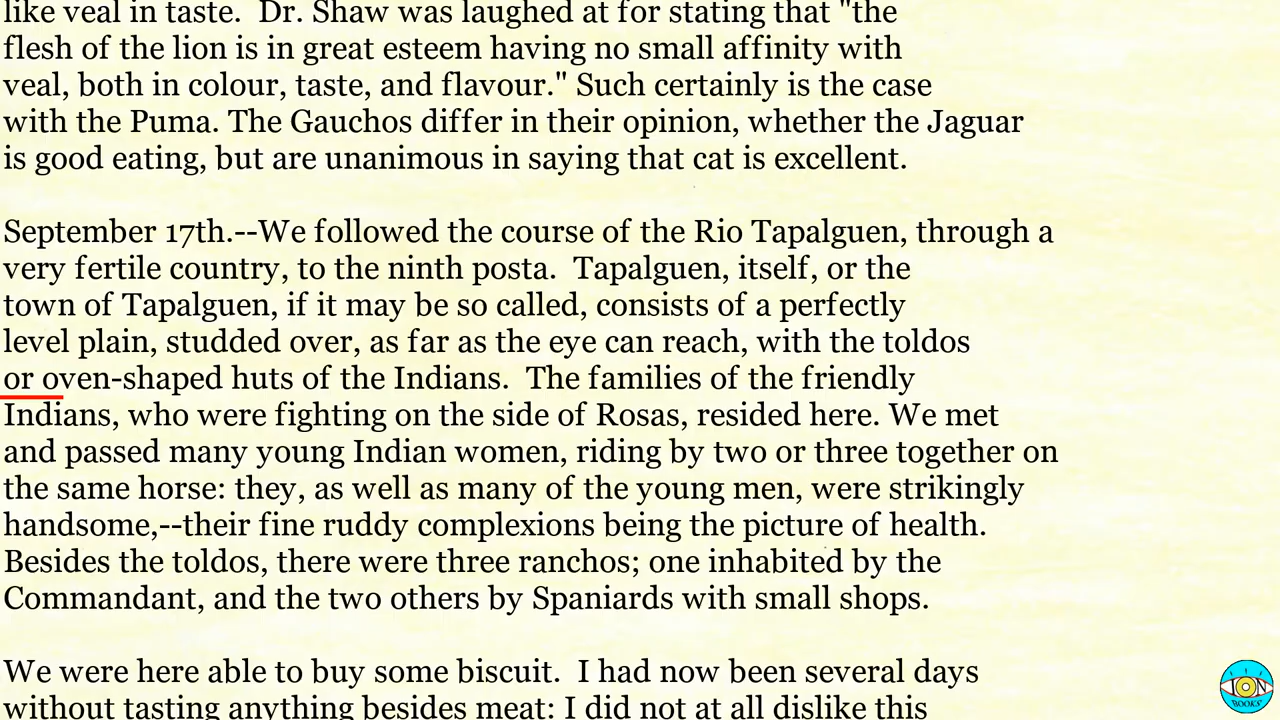 like veal in taste.  Dr. Shaw was laughed at for stating that "the
flesh of the lion is in great esteem having no small affinity with
veal, both in colour, taste, and flavour." Such certainly is the case
with the Puma. The Gauchos differ in their opinion, whether the Jaguar
is good eating, but are unanimous in saying that cat is excellent.
September 17th.--We followed the course of the Rio Tapalguen, through a
very fertile country, to the ninth posta.  Tapalguen, itself, or the
town of Tapalguen, if it may be so called, consists of a perfectly
level plain, studded over, as far as the eye can reach, with the toldos
or oven-shaped huts of the Indians.  The families of the friendly
Indians, who were fighting on the side of Rosas, resided here. We met
and passed many young Indian women, riding by two or three together on
the same horse: they, as well as many of the young men, were strikingly
handsome,--their fine ruddy complexions being the picture of health.
Besides the toldos, there were three ranchos; one inhabited by the
Commandant, and the two others by Spaniards with small shops.
We were here able to buy some biscuit.  I had now been several days
without tasting anything besides meat: I did not at all dislike this
ION
BOOKS